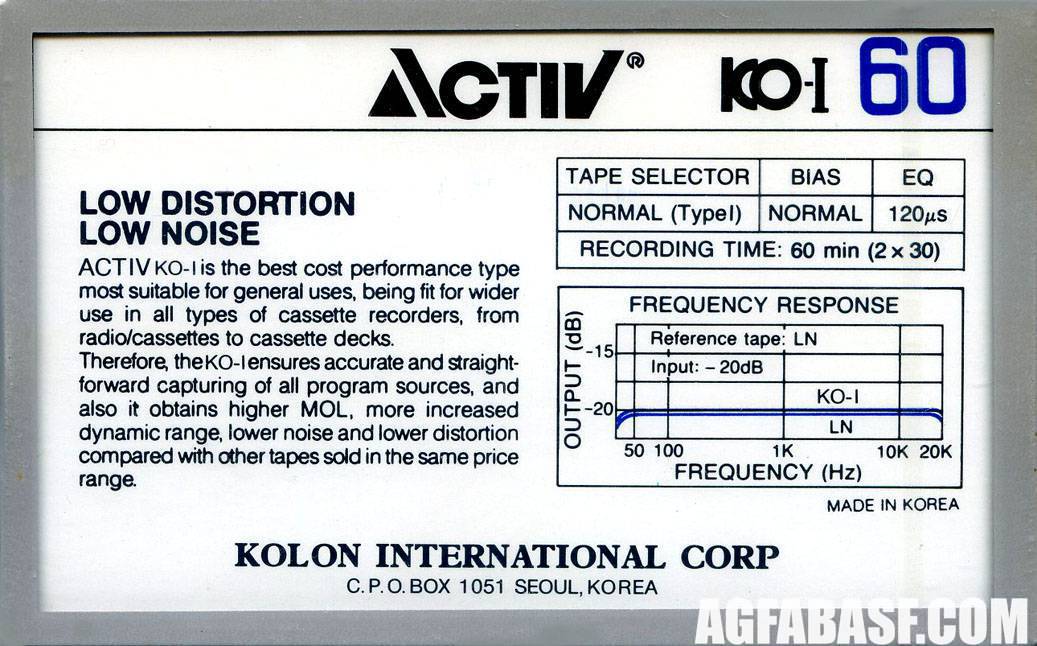 ACTIV® KO-I 60
LOW DISTORTION
LOW NOISE
ACTIV KO-I is the best cost performance type
most suitable for general uses, being fit for wider
use in all types of cassette recorders, from
radio/cassettes to cassette decks.
Therefore, the KO-I ensures accurate and straight-
forward capturing of all program sources, and
also it obtains higher MOL, more increased
dynamic range, lower noise and lower distortion
compared with other tapes sold in the same price
range.
TAPE SELECTOR BIAS EQ
NORMAL (Type I) NORMAL 120µs
RECORDING TIME: 60 min (2 x 30)
FREQUENCY RESPONSE
OUTPUT (dB)
Reference tape: LN
-15
Input: -20dB
KO-I
-20
LN
50 100 1K 10K 20K
FREQUENCY (Hz)
MADE IN KOREA
KOLON INTERNATIONAL CORP
C.P.O. BOX 1051 SEOUL, KOREA
AGFABASF.COM